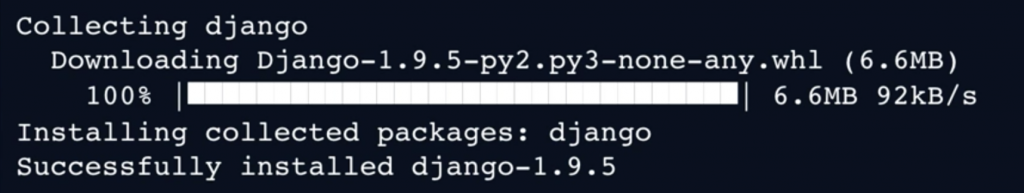 Collecting django
Downloading Django-1.9.5-py2.py3-none-any.whl (6.6MB)
100% |████████████████████████████████| 6.6MB 92kB/s
Installing collected packages: django
Successfully installed django-1.9.5